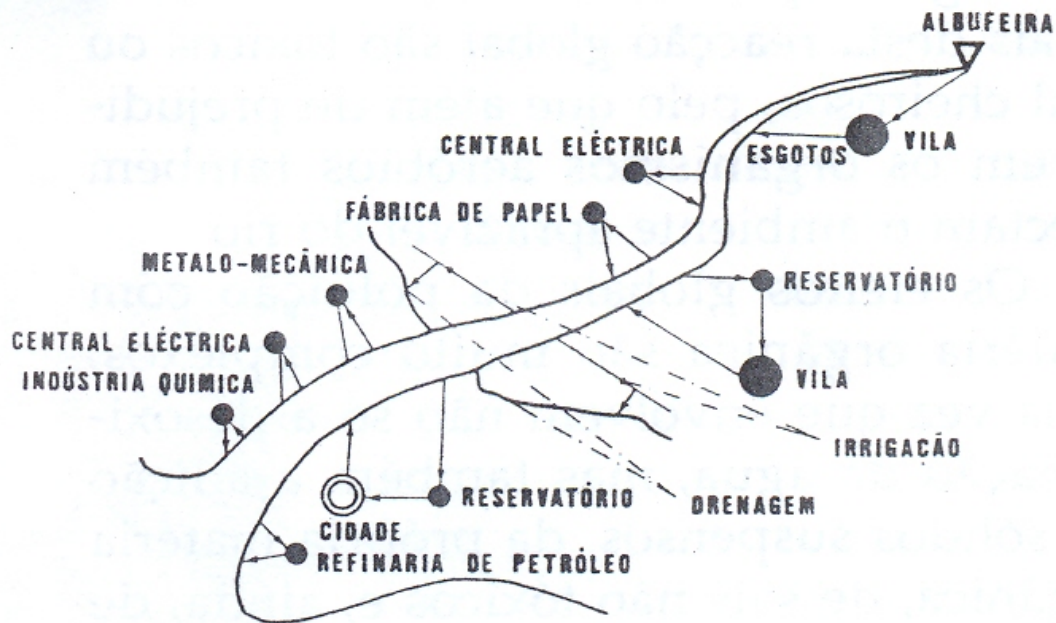 ALBUFEIRA
VILA
ESGOTOS
CENTRAL ELÉCTRICA
FÁBRICA DE PAPEL
METALO-MECÂNICA
RESERVATÓRIO
CENTRAL ELÉCTRICA
INDÚSTRIA QUIMICA
VILA
IRRIGAÇÃO
DRENAGEM
RESERVATÓRIO
CIDADE
REFINARIA DE PETRÓLEO